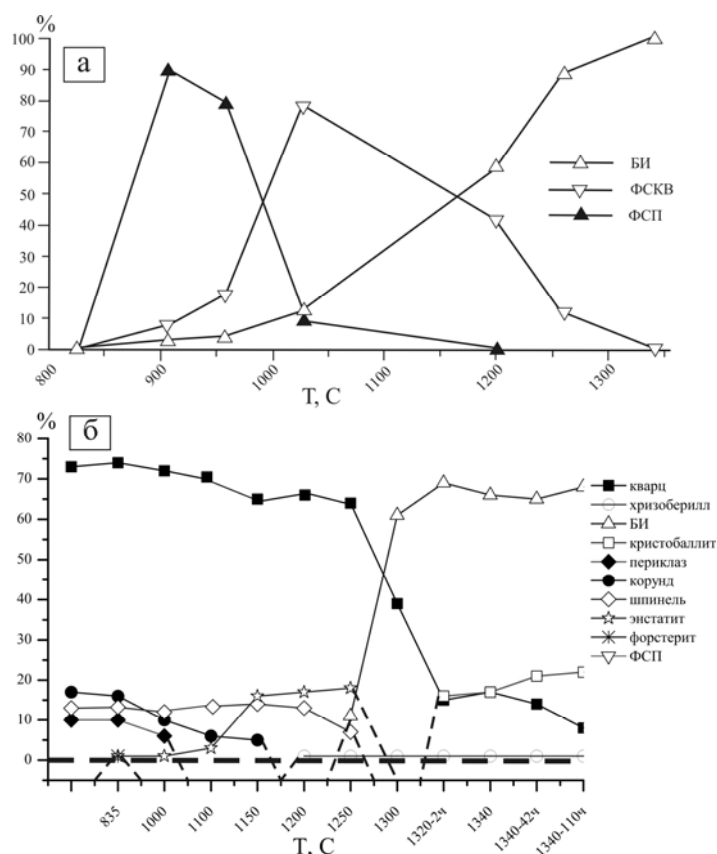 %
а
100
90
80
70
60
50
40
30
20
10
0
БИ
ФСКВ
ФСП
800
900
1000
1100
1200
1300
T, C
%
б
80
70
60
50
40
30
20
10
0
кварц
хризоберилл
БИ
кристобаллит
периклаз
корунд
шпинель
энстатит
форстерит
ФСП
835
1000
1100
1150
1200
1250
1300
1320-2ч
1340
1340-42ч
1340-110ч
T, C